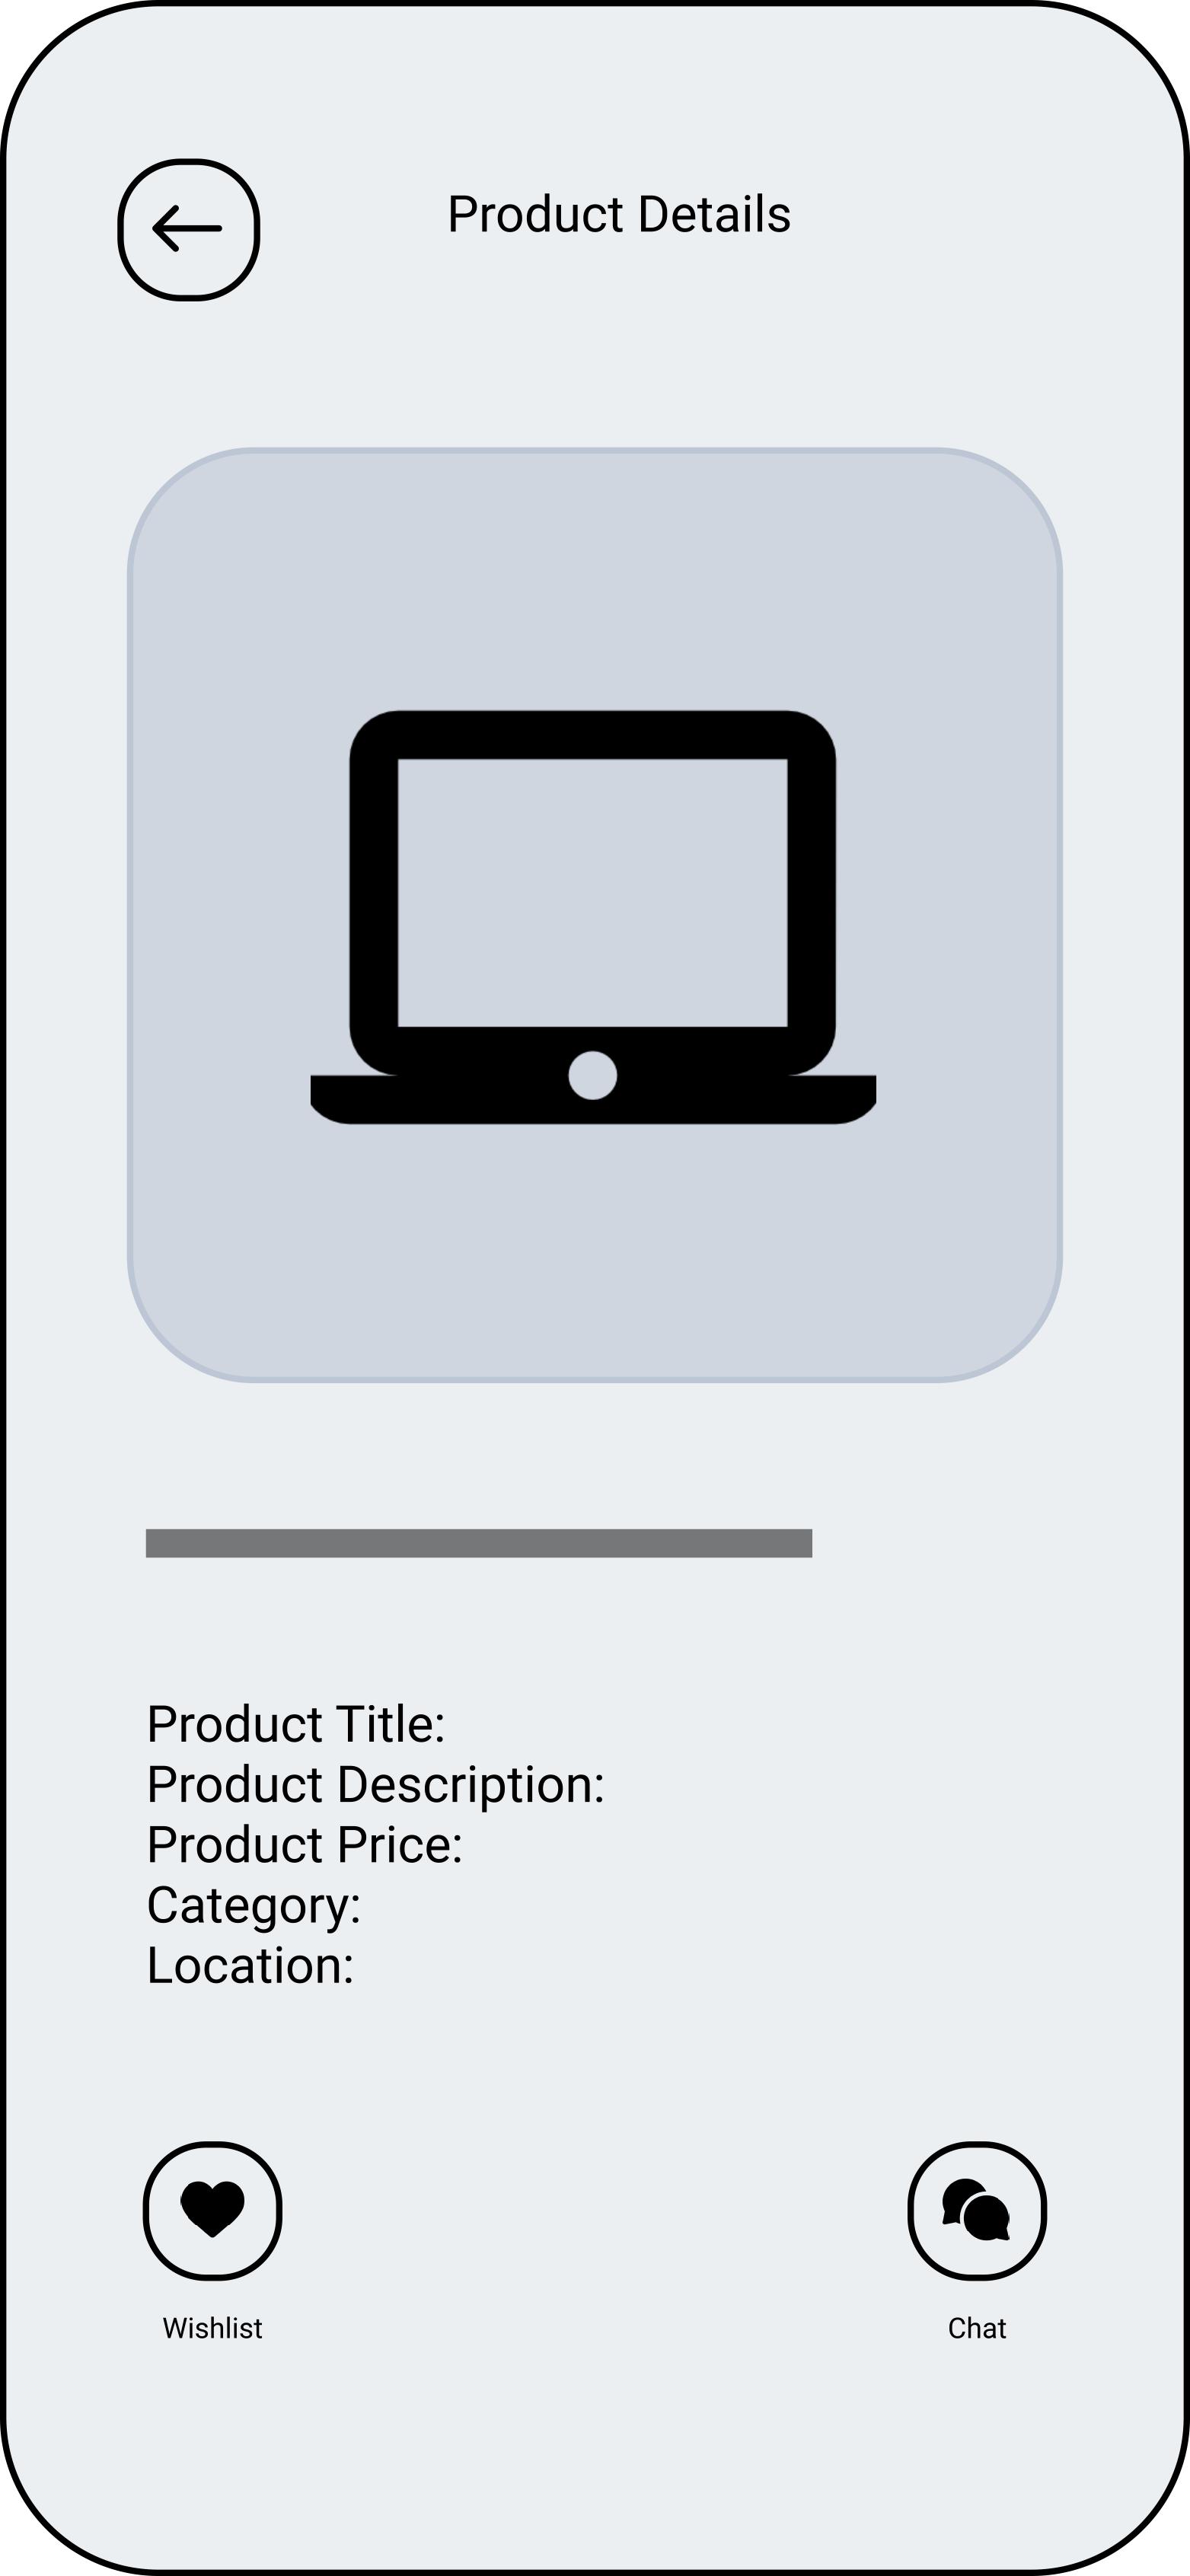 Product Details
Product Title:
Product Description:
Product Price:
Category:
Location:
Wishlist
Chat